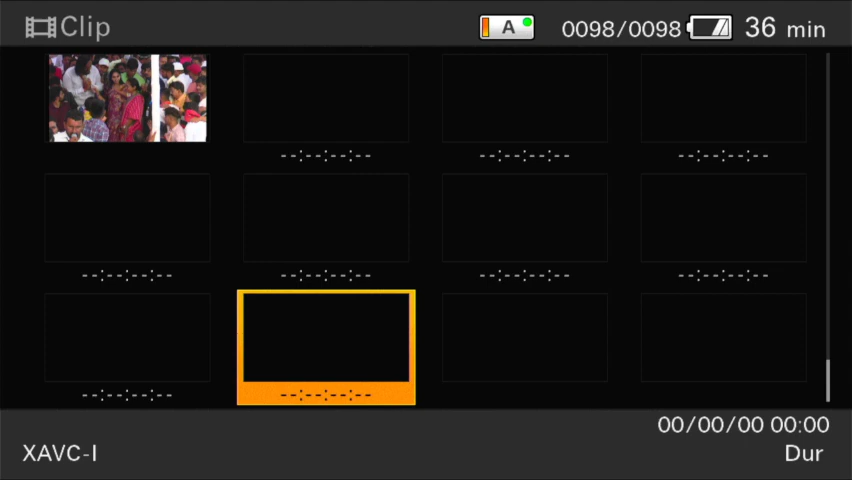 Clip A 0098/0098 36 min
--:--:--:-- --:--:--:-- --:--:--:--
--:--:--:-- --:--:--:-- --:--:--:-- --:--:--:--
--:--:--:-- --:--:--:--
00/00/00 00:00
XAVC-I Dur